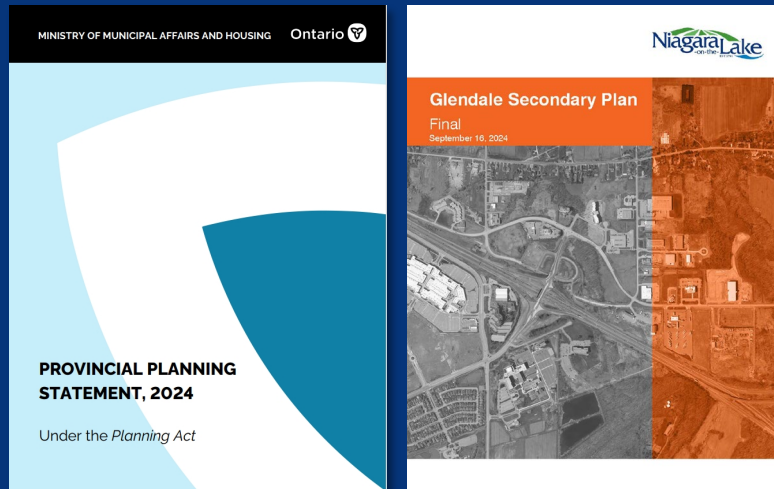 MINISTRY OF MUNICIPAL AFFAIRS AND HOUSING
Ontario
PROVINCIAL PLANNING
STATEMENT, 2024
Under the Planning Act
Niagara
-on-the-
Lake
Glendale Secondary Plan
Final
September 16, 2024